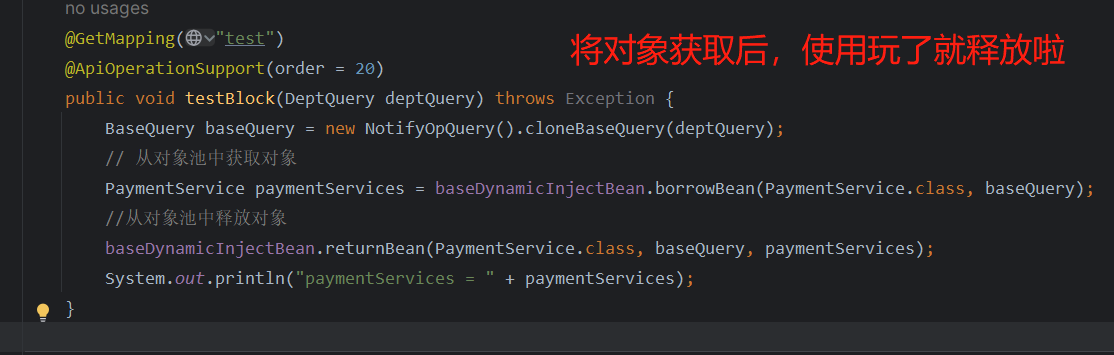 no usages
@GetMapping("test")
将对象获取后，使用玩了就释放啦
@ApiOperationSupport(order = 20)
public void testBlock(DeptQuery deptQuery) throws Exception {
BaseQuery baseQuery = new NotifyOpQuery().cloneBaseQuery(deptQuery);
// 从对象池中获取对象
PaymentService paymentServices = baseDynamicInjectBean.borrowBean(PaymentService.class, baseQuery);
//从对象池中释放对象
baseDynamicInjectBean.returnBean(PaymentService.class, baseQuery, paymentServices);
System.out.println("paymentServices = " + paymentServices);
}